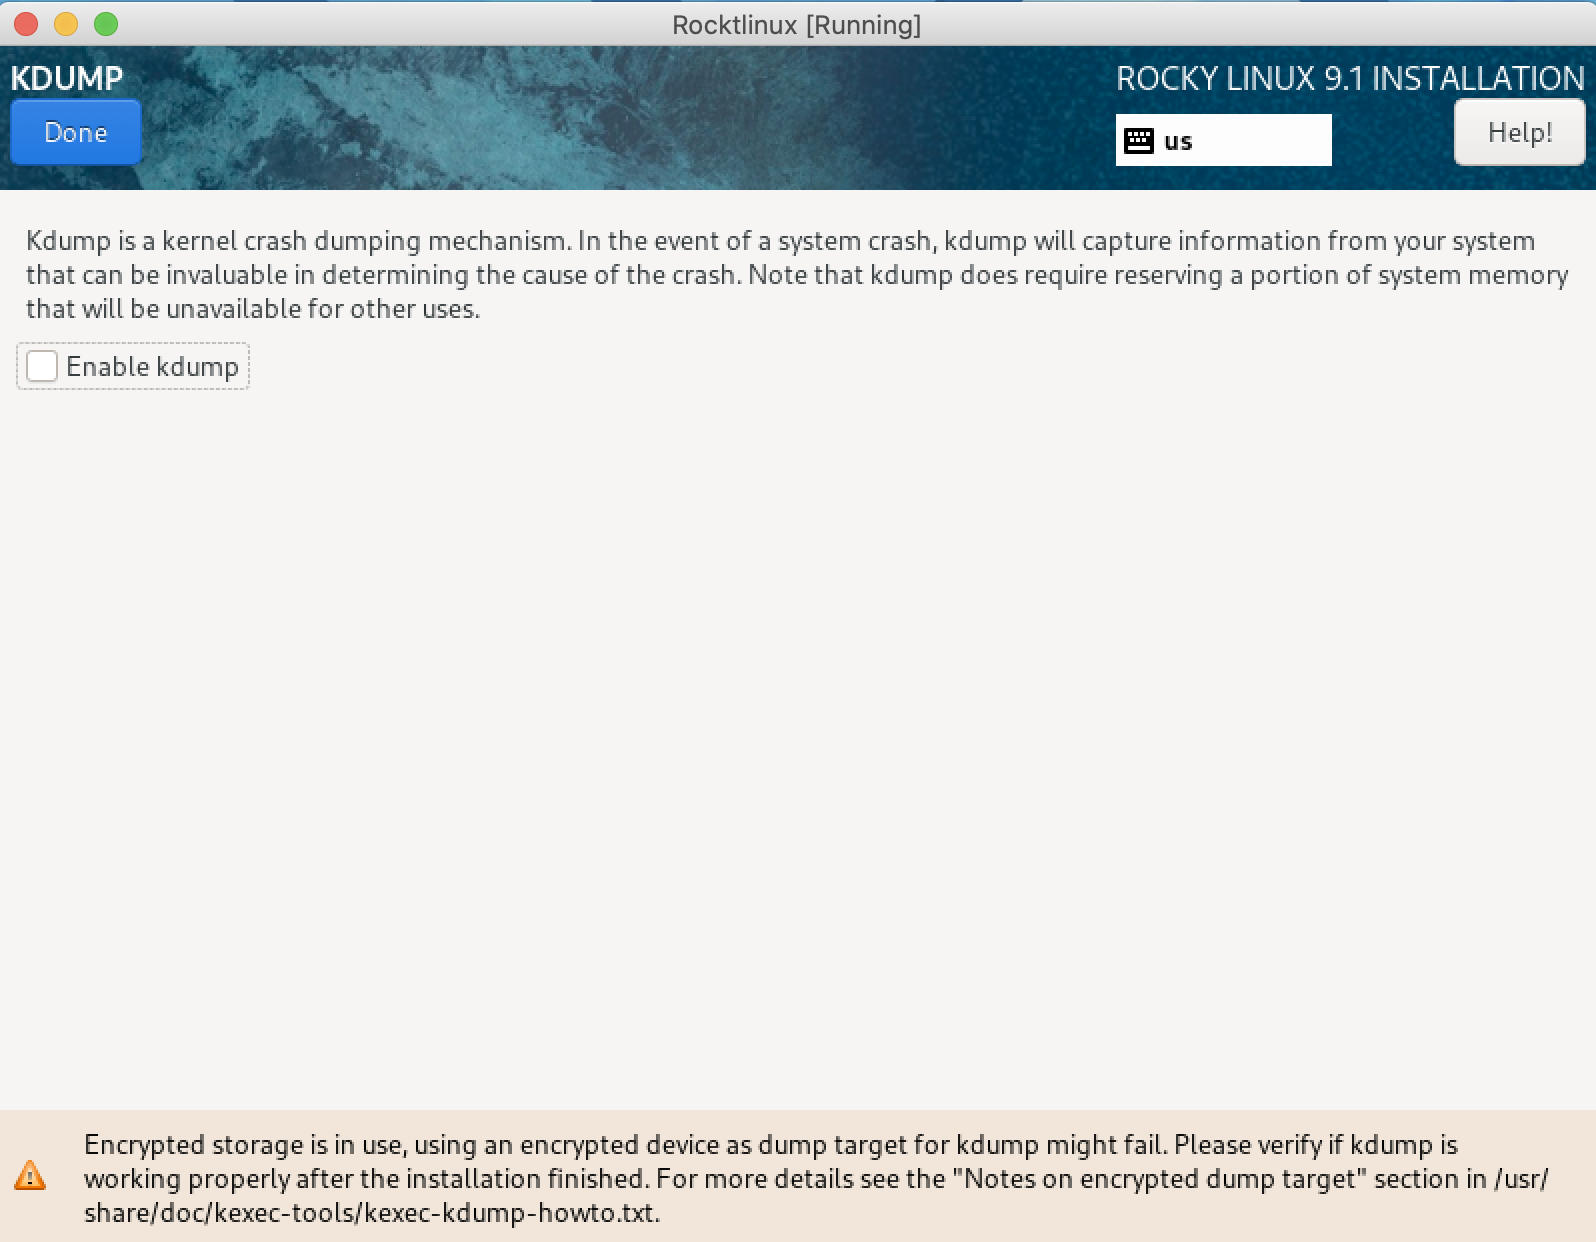 Rocktlinux [Running]
KDUMP
ROCKY LINUX 9.1 INSTALLATION
Done
us
Help!
Kdump is a kernel crash dumping mechanism. In the event of a system crash, kdump will capture information from your system
that can be invaluable in determining the cause of the crash. Note that kdump does require reserving a portion of system memory
that will be unavailable for other uses.
Enable kdump
Encrypted storage is in use, using an encrypted device as dump target for kdump might fail. Please verify if kdump is
working properly after the installation finished. For more details see the "Notes on encrypted dump target" section in /usr/
share/doc/kexec-tools/kexec-kdump-howto.txt.